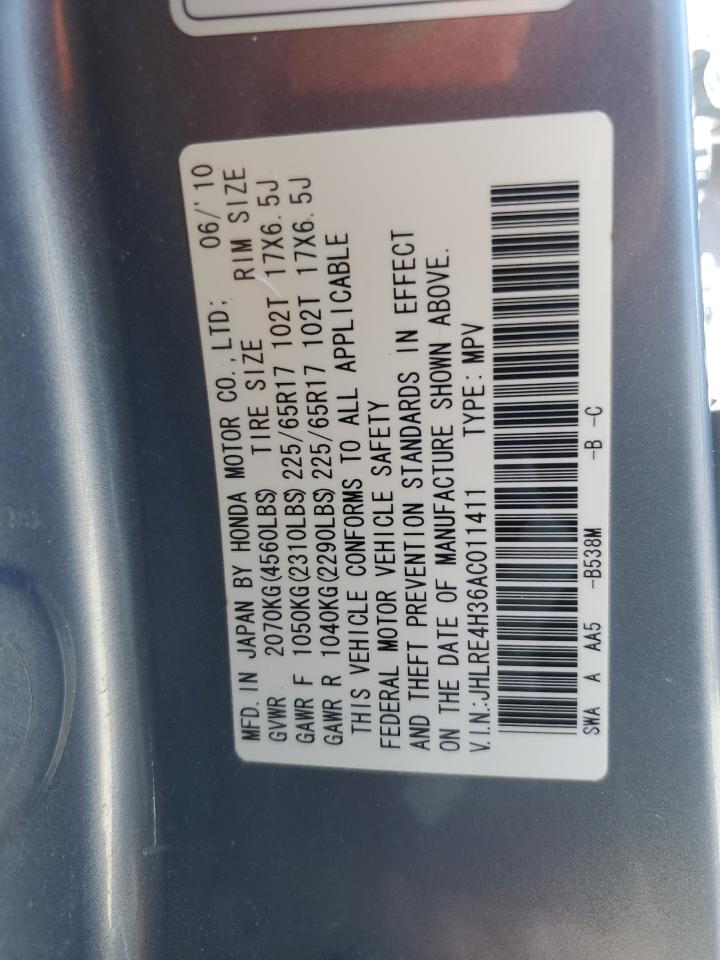 MFD. IN JAPAN BY HONDA MOTOR CO., LTD; 06/'10
GVWR 2070KG(4560LBS) TIRE SIZE RIM SIZE
GAWR F 1050KG(2310LBS) 225/65R17 102T 17X6.5J
GAWR R 1040KG(2290LBS) 225/65R17 102T 17X6.5J
THIS VEHICLE CONFORMS TO ALL APPLICABLE
FEDERAL MOTOR VEHICLE SAFETY
AND THEFT PREVENTION STANDARDS IN EFFECT
ON THE DATE OF MANUFACTURE SHOWN ABOVE.
V.I.N.:JHLRE4H36AC011411 TYPE:MPV
SWA A AA5 -B538M -B -C